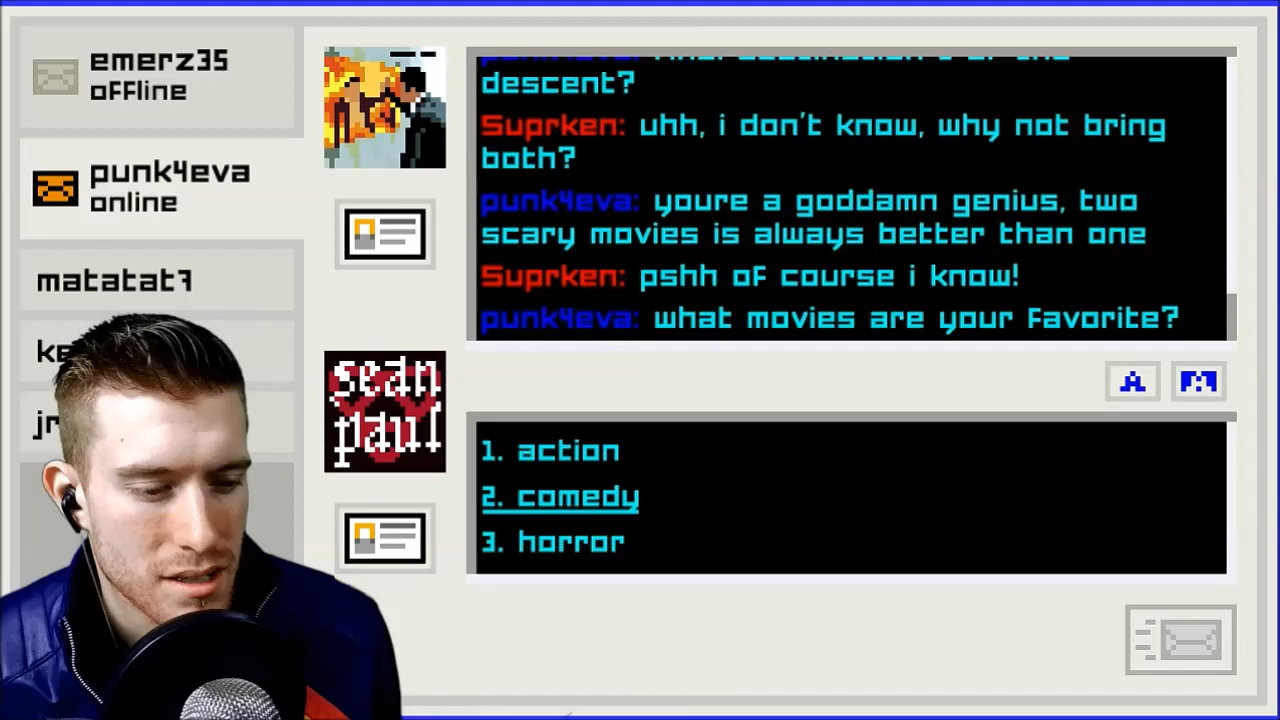 emerz35
offline
punk4eva
online
matatat7
sean
paul
descent?
Suprken: uhh, i don't know, why not bring
both?
punk4eva: youre a goddamn genius, two
scary movies is always better than one
Suprken: pshh of course i know!
punk4eva: what movies are your favorite?
A
1. action
2. comedy
3. horror